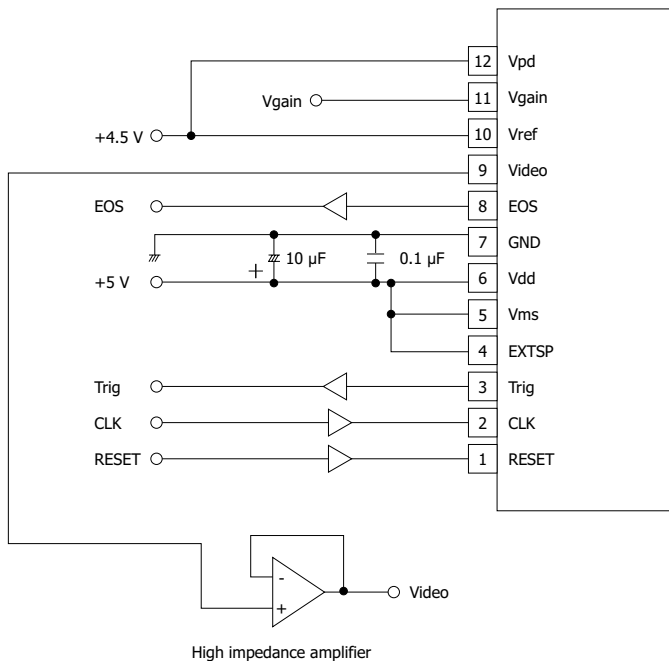 12 Vpd
Vgain 11 Vgain
+4.5 V 10 Vref
9 Video
EOS 8 EOS
7 GND
10 µF 0.1 µF
+
+5 V 6 Vdd
5 Vms
4 EXTSP
Trig 3 Trig
CLK 2 CLK
RESET 1 RESET
-
+
Video
High impedance amplifier